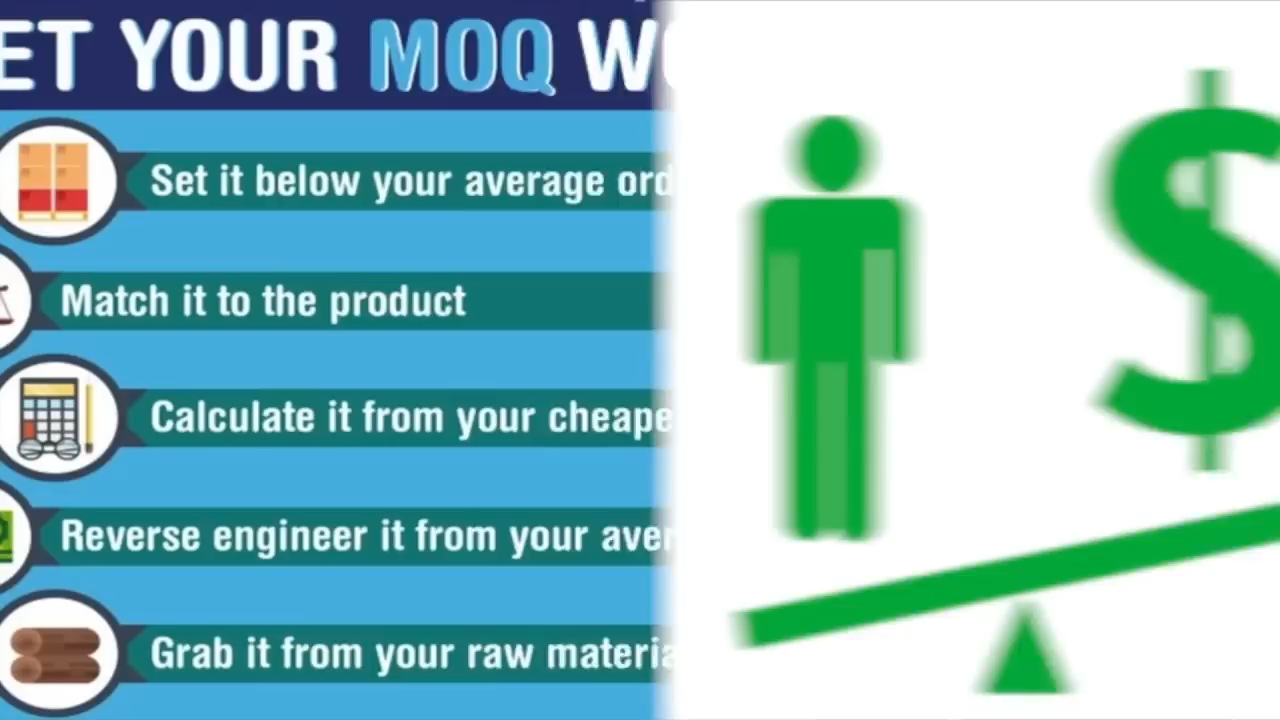 ET YOUR MOQ WO
Set it below your average ord
Match it to the product
Calculate it from your cheape
Reverse engineer it from your aver
Grab it from your raw materia
$